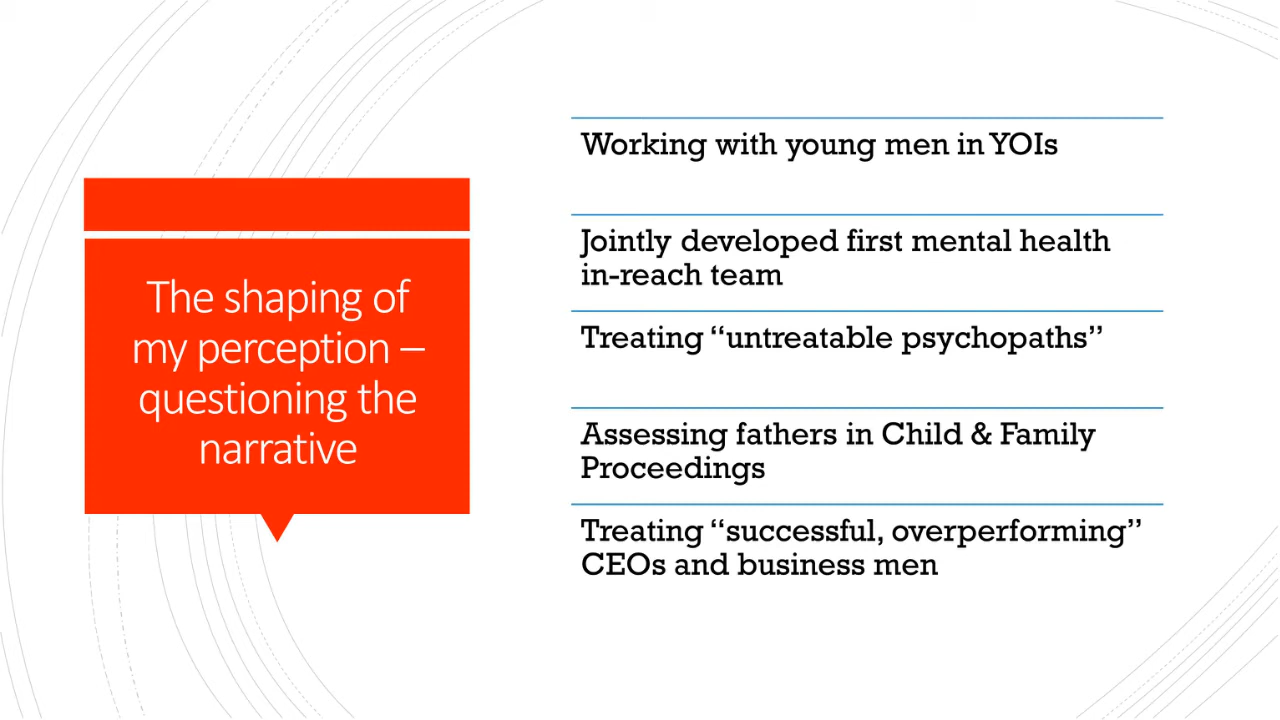 The shaping of
my perception –
questioning the
narrative
Working with young men in YOIs
Jointly developed first mental health
in-reach team
Treating “untreatable psychopaths”
Assessing fathers in Child & Family
Proceedings
Treating “successful, overperforming”
CEOs and business men